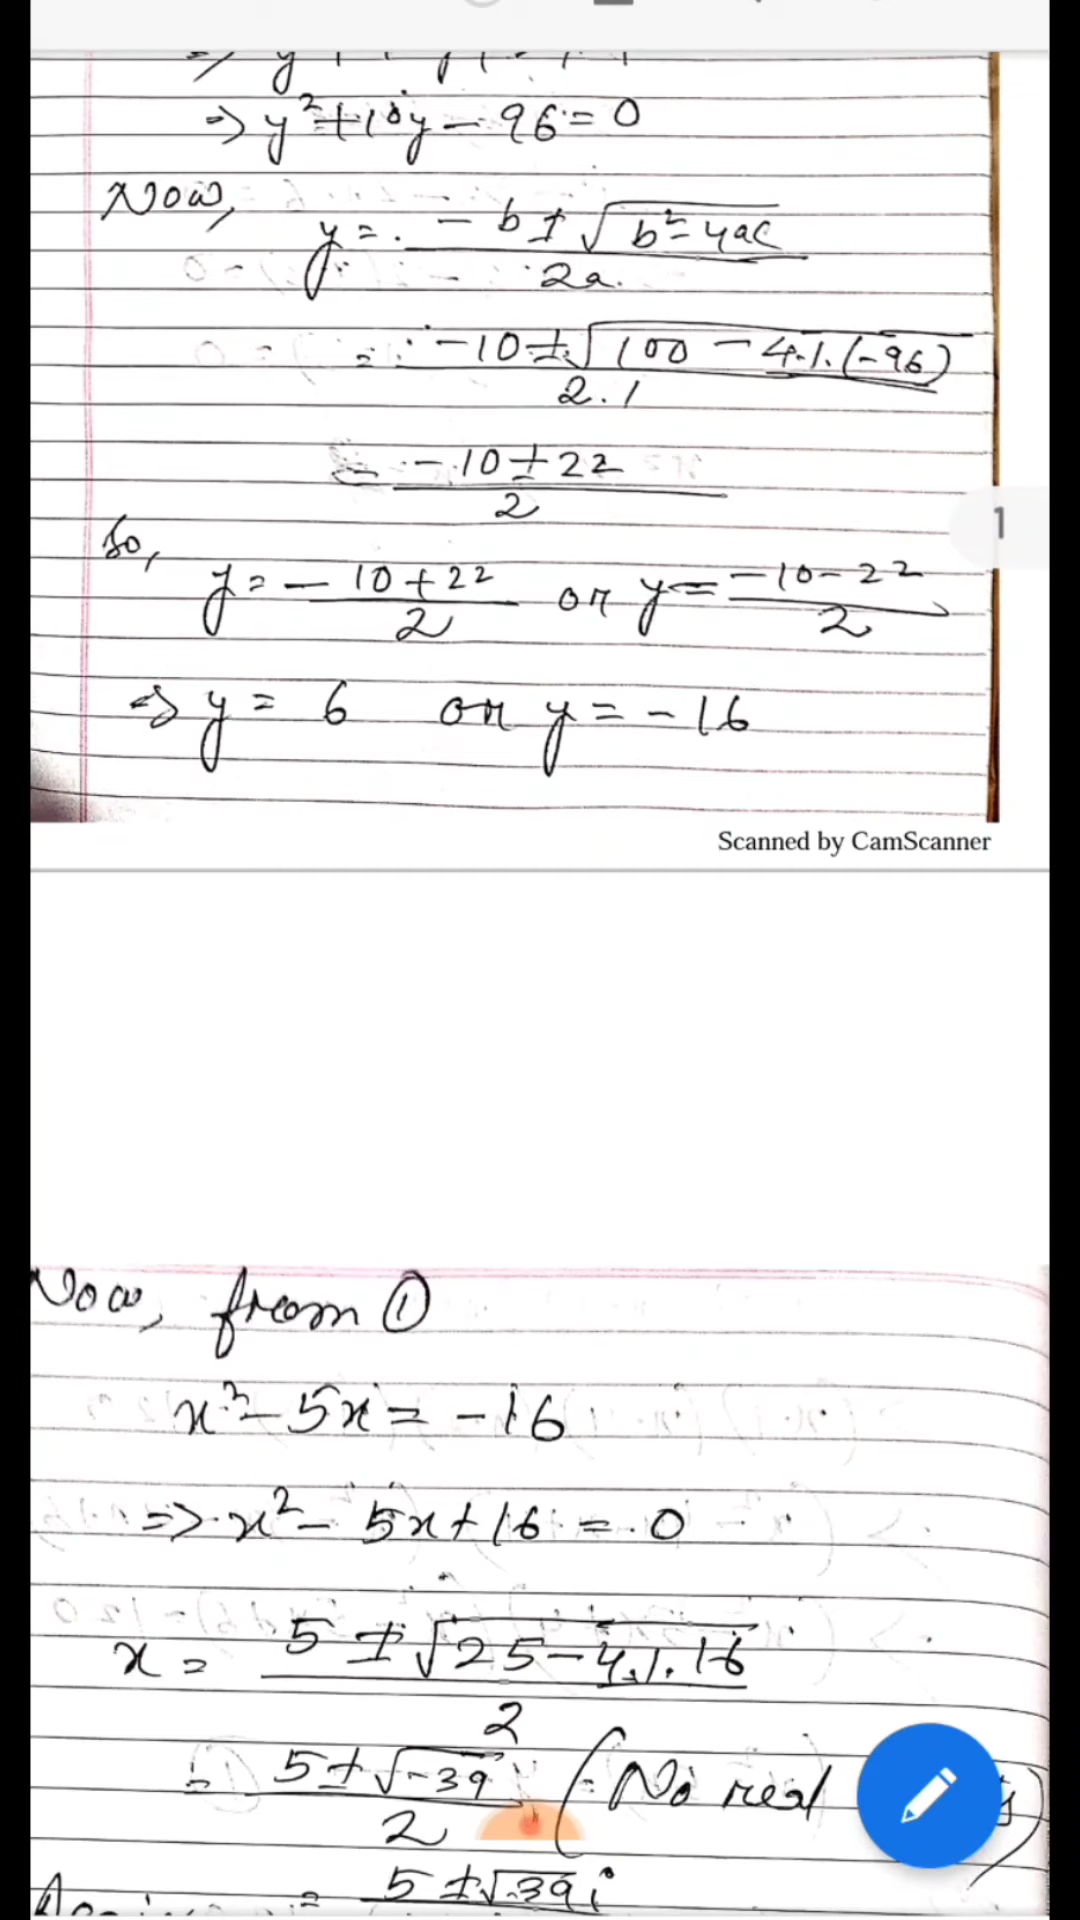 ⇒ y²+10y - 96 = 0
Now,
y = -b ± √b²-4ac
2a
= -10 ± √100 - 4.1.(-96)
2.1
= -10 ± 22
2
So,
y = -10+22 or y = -10-22
2 2
⇒ y = 6 or y = -16
1
Scanned by CamScanner
Now, from ①
x² - 5x = -16
⇒ x² - 5x + 16 = 0
x = 5 ± √25-4.1.16
2
= 5 ± √-39 (No real
2
= 5 ± √39 i